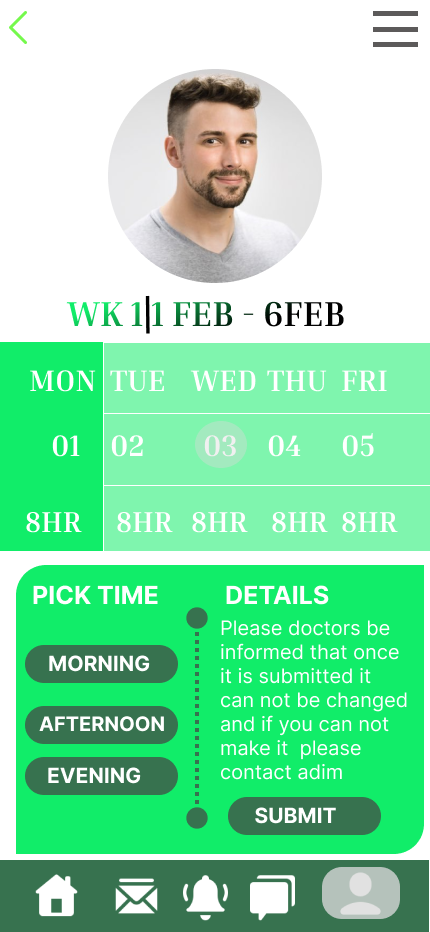 WK 1|1 FEB - 6FEB
MON TUE WED THU FRI
01 02 03 04 05
8HR 8HR 8HR 8HR 8HR
PICK TIME
MORNING
AFTERNOON
EVENING
DETAILS
Please doctors be
informed that once
it is submitted it
can not be changed
and if you can not
make it please
contact adim
SUBMIT